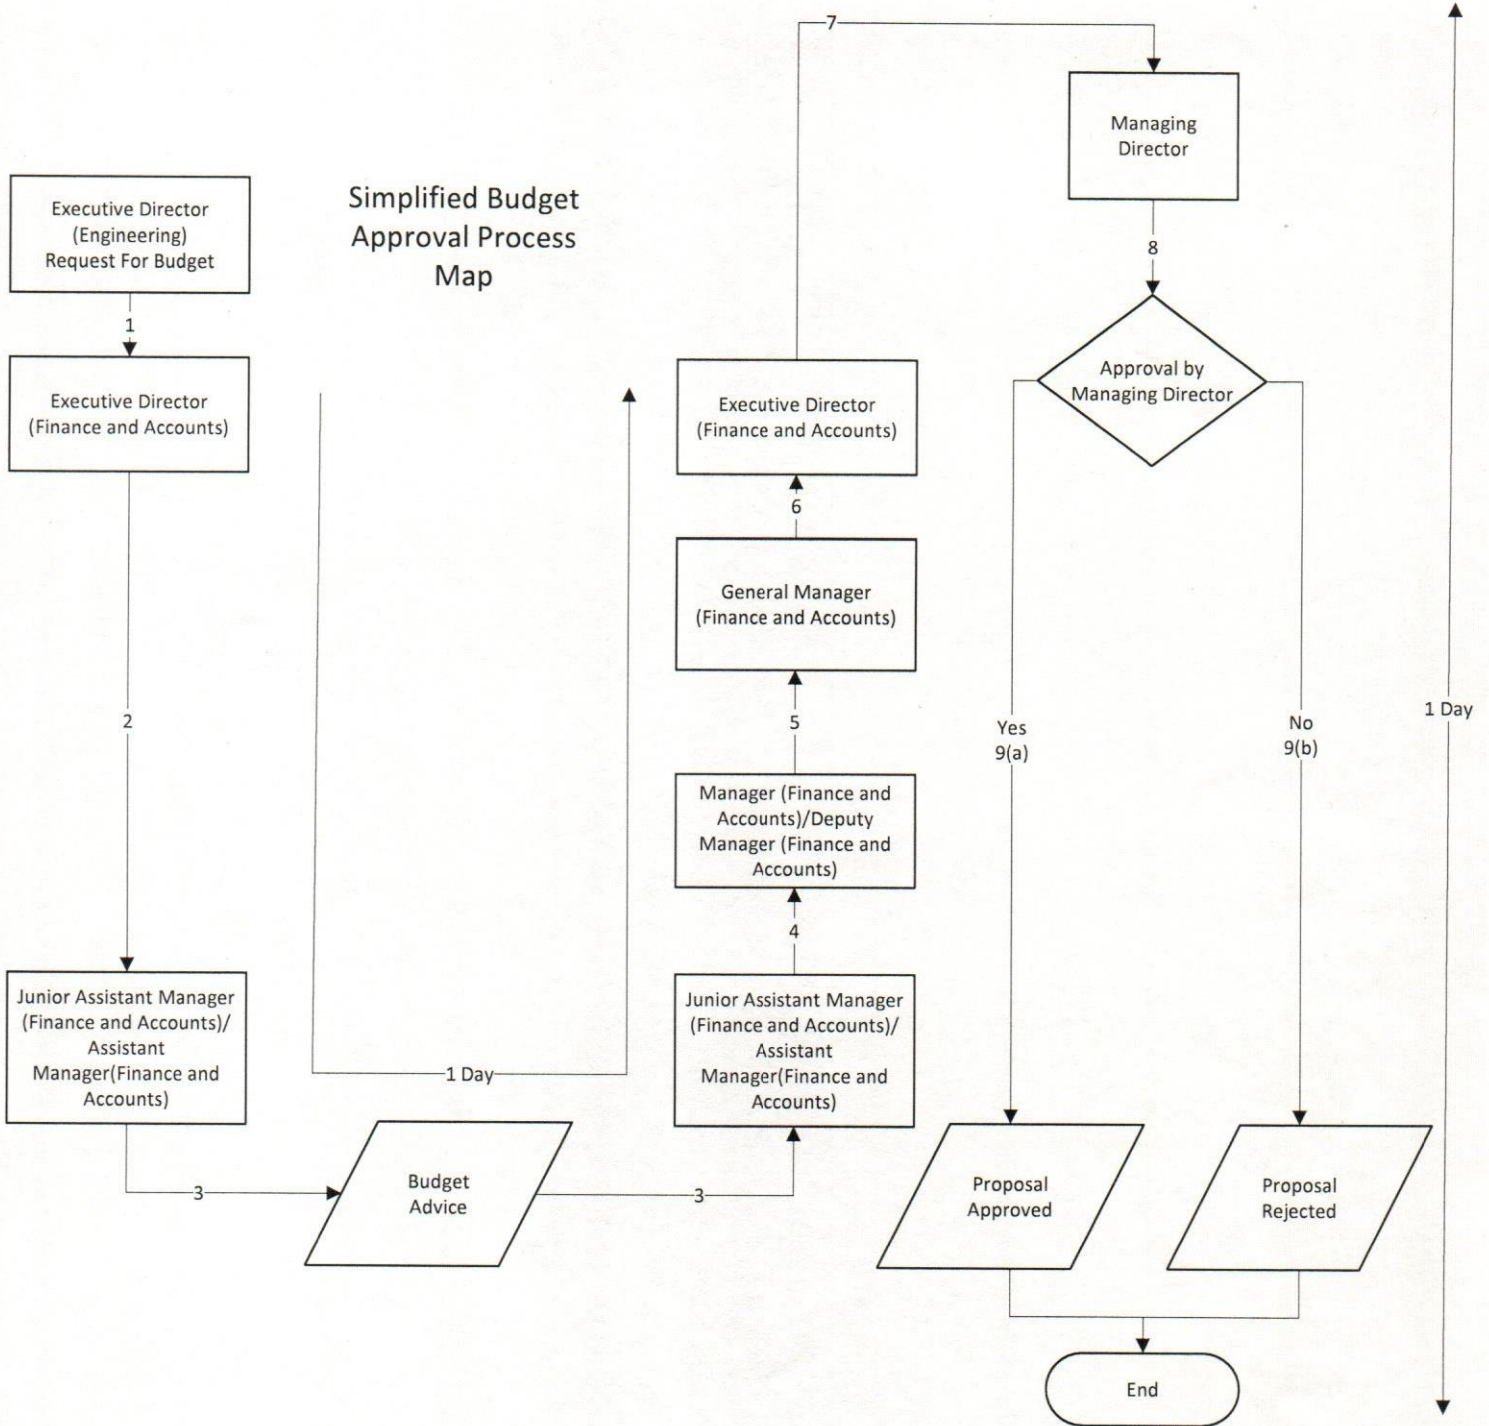 Simplified Budget
Approval Process
Map
Executive Director
(Engineering)
Request For Budget
1
Executive Director
(Finance and Accounts)
2
Junior Assistant Manager
(Finance and Accounts)/
Assistant
Manager(Finance and
Accounts)
3
Budget
Advice
3
1 Day
Junior Assistant Manager
(Finance and Accounts)/
Assistant
Manager(Finance and
Accounts)
4
Manager (Finance and
Accounts)/Deputy
Manager (Finance and
Accounts)
5
General Manager
(Finance and Accounts)
6
Executive Director
(Finance and Accounts)
7
Managing
Director
8
Approval by
Managing Director
Yes
9(a)
No
9(b)
Proposal
Approved
Proposal
Rejected
End
1 Day